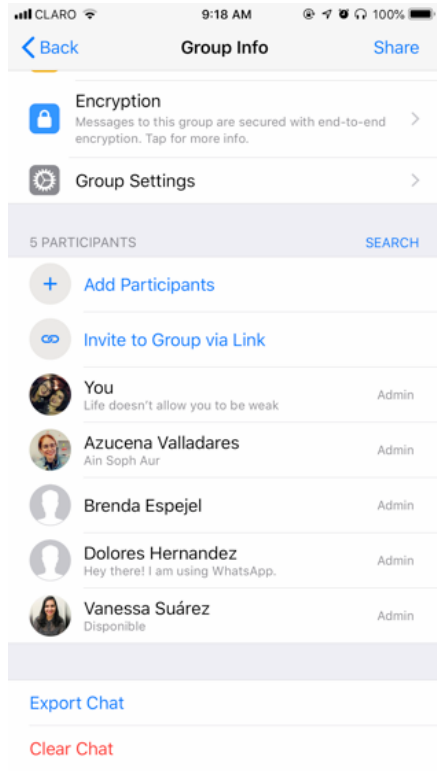 CLARO 9:18 AM 100%
Back Group Info Share
Encryption
Messages to this group are secured with end-to-end
encryption. Tap for more info.
Group Settings
5 PARTICIPANTS SEARCH
Add Participants
Invite to Group via Link
You
Life doesn't allow you to be weak
Admin
Azucena Valladares
Ain Soph Aur
Admin
Brenda Espejel
Admin
Dolores Hernandez
Hey there! I am using WhatsApp.
Admin
Vanessa Suárez
Disponible
Admin
Export Chat
Clear Chat